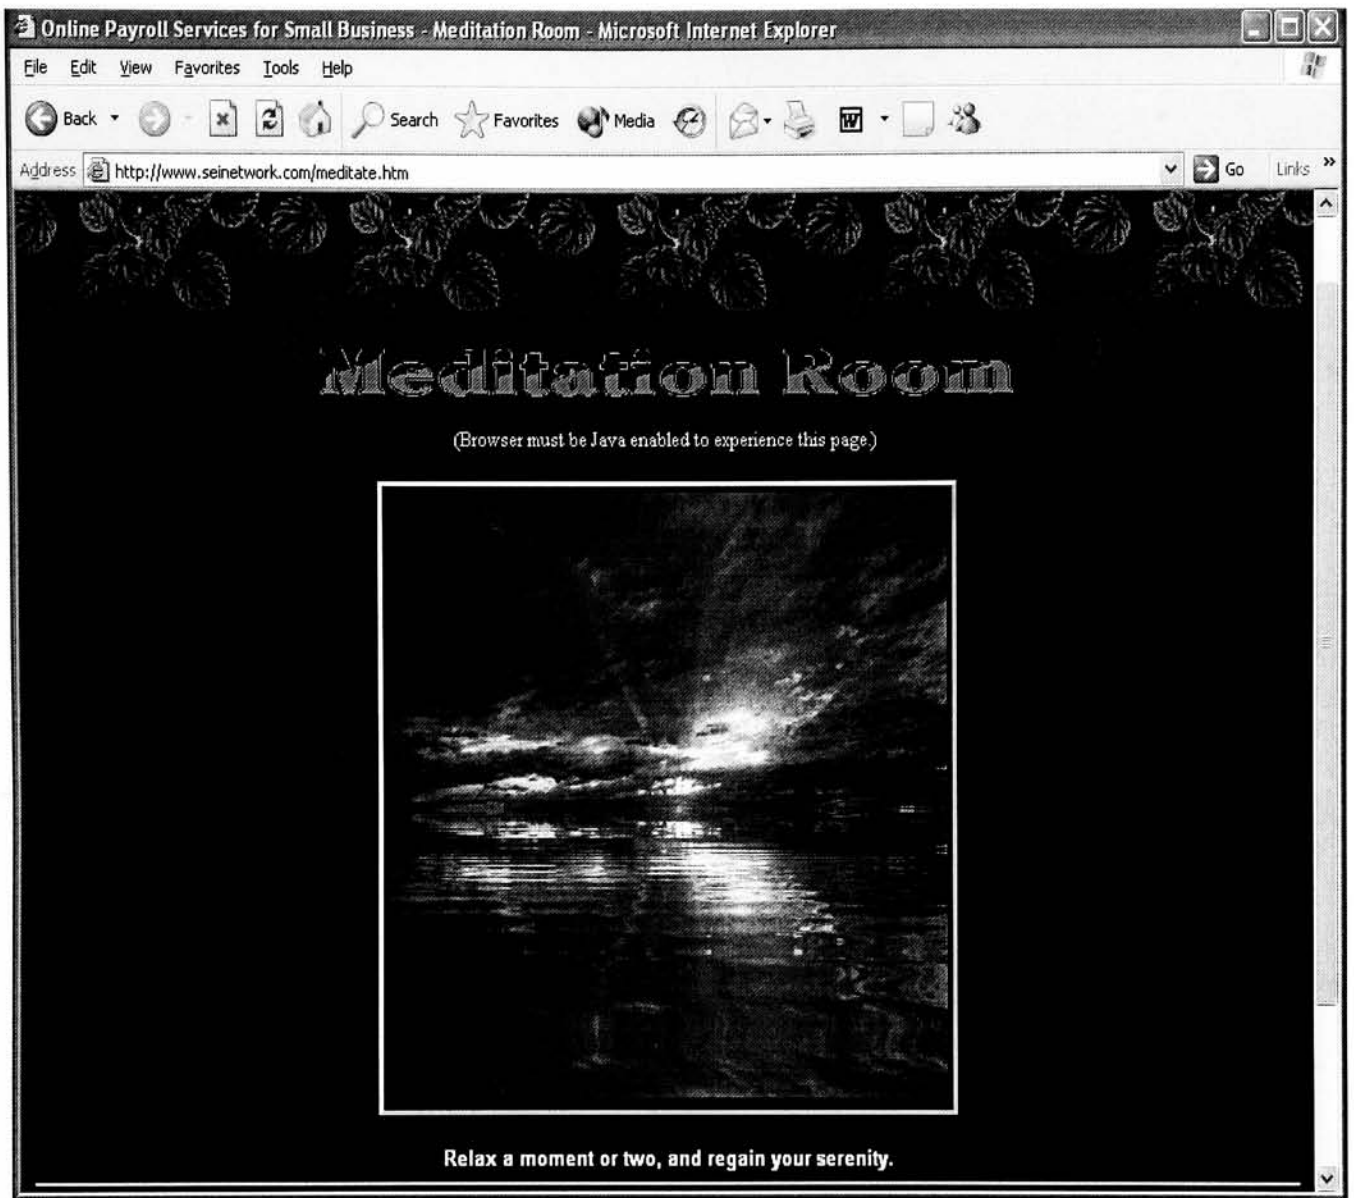 Online Payroll Services for Small Business - Meditation Room - Microsoft Internet Explorer
File Edit View Favorites Tools Help
Back Search Favorites Media
Address http://www.seinetwork.com/meditate.htm Go Links »
Meditation Room
(Browser must be Java enabled to experience this page.)
Relax a moment or two, and regain your serenity.